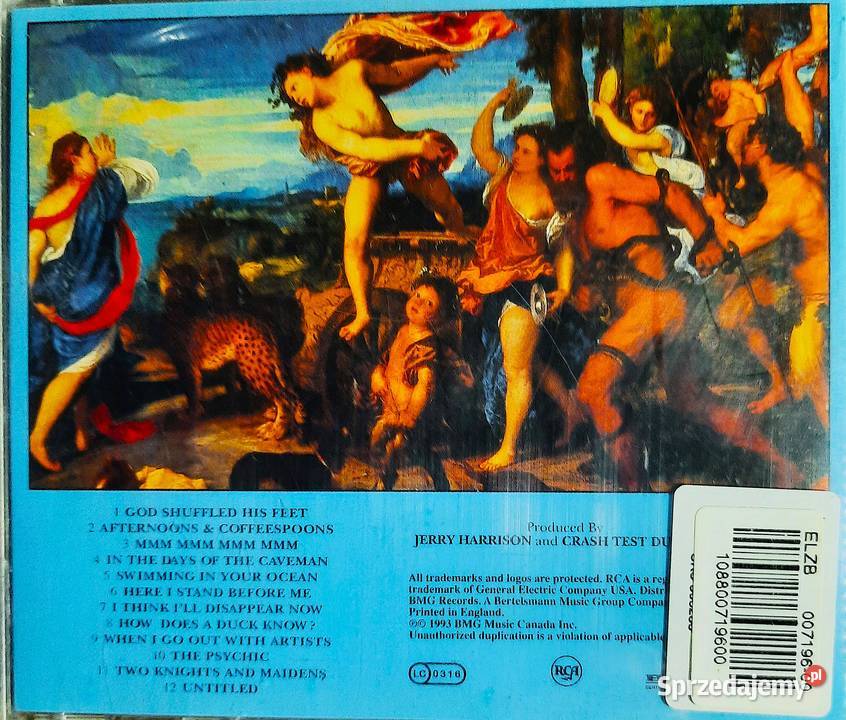 1 GOD SHUFFLED HIS FEET
2 AFTERNOONS & COFFEESPOONS
3 MMM MMM MMM MMM
4 IN THE DAYS OF THE CAVEMAN
5 SWIMMING IN YOUR OCEAN
6 HERE I STAND BEFORE ME
7 I THINK I'LL DISAPPEAR NOW
8 HOW DOES A DUCK KNOW?
9 WHEN I GO OUT WITH ARTISTS
10 THE PSYCHIC
11 TWO KNIGHTS AND MAIDENS
12 UNTITLED
Produced By
JERRY HARRISON and CRASH TEST DU
All trademarks and logos are protected. RCA is a reg
trademark of General Electric Company USA. Distr
BMG Records. A Bertelsmann Music Group Compa
Printed in England.
℗© 1993 BMG Music Canada Inc.
Unauthorized duplication is a violation of applicable
LC 0316
RCA
ELZB 00719600
108800719600
Sprzedajemy.pl